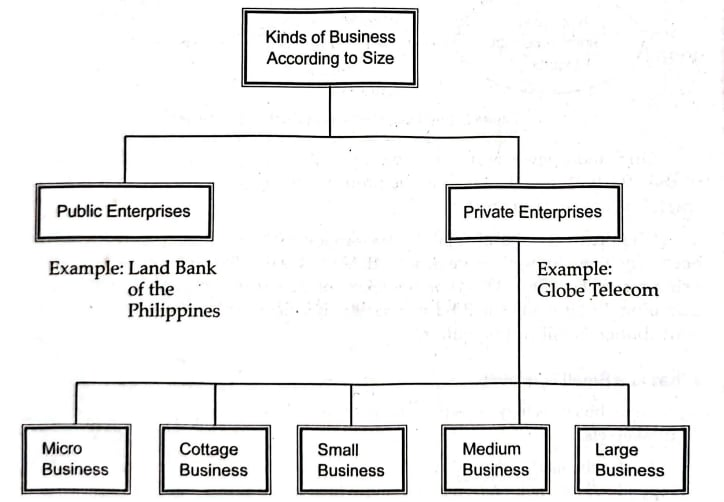 Kinds of Business
According to Size
Public Enterprises
Private Enterprises
Example: Land Bank
of the
Philippines
Example:
Globe Telecom
Micro
Business
Cottage
Business
Small
Business
Medium
Business
Large
Business